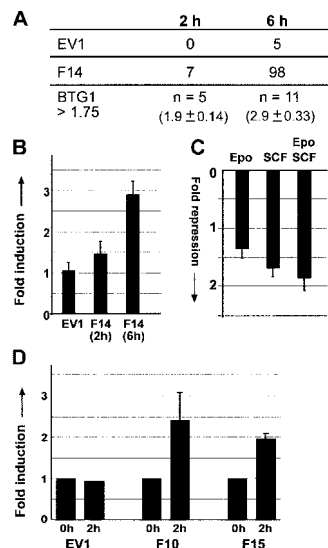 A
2 h 6 h
EV1 0 5
F14 7 98
BTG1 n = 5 n = 11
> 1.75 (1.9 ± 0.14) (2.9 ± 0.33)
B
Fold induction
3
2
1
0
EV1 F14 F14
(2h) (6h)
C
Epo SCF Epo
SCF
Fold repression
0
1
2
D
Fold induction
3
2
1
0h 2h 0h 2h 0h 2h
EV1 F10 F15